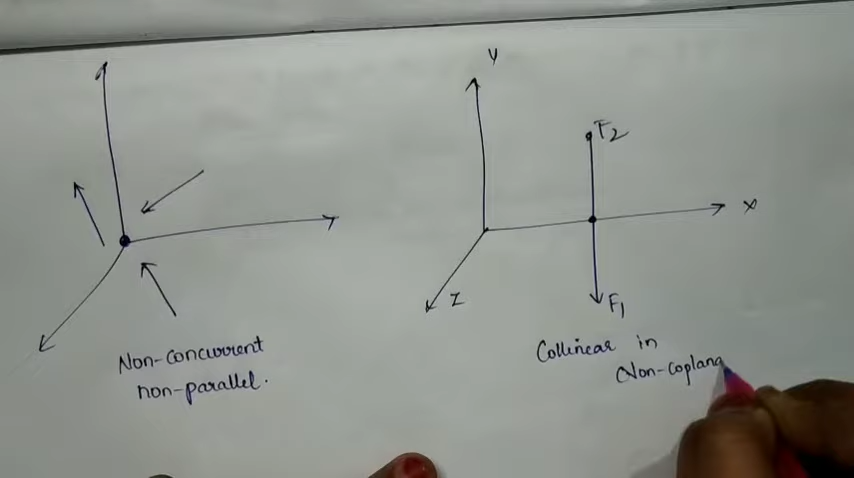 Y
F2
X
Z
F1
Non-concurrent
non-parallel.
Collinear in
(Non-coplana